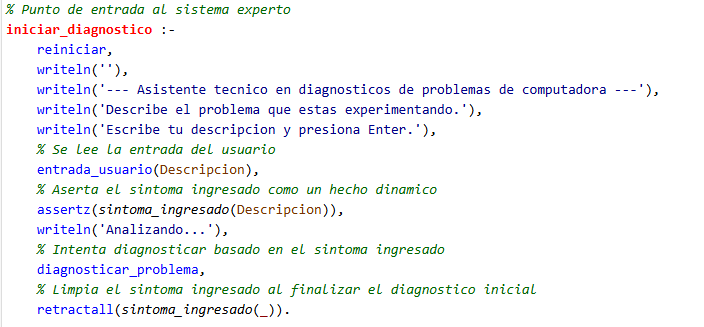 % Punto de entrada al sistema experto
iniciar_diagnostico :-
    reiniciar,
    writeln(''),
    writeln('--- Asistente tecnico en diagnosticos de problemas de computadora ---'),
    writeln('Describe el problema que estas experimentando.'),
    writeln('Escribe tu descripcion y presiona Enter.'),
    % Se lee la entrada del usuario
    entrada_usuario(Descripcion),
    % Aserta el sintoma ingresado como un hecho dinamico
    assertz(sintoma_ingresado(Descripcion)),
    writeln('Analizando...'),
    % Intenta diagnosticar basado en el sintoma ingresado
    diagnosticar_problema,
    % Limpia el sintoma ingresado al finalizar el diagnostico inicial
    retractall(sintoma_ingresado(_)).